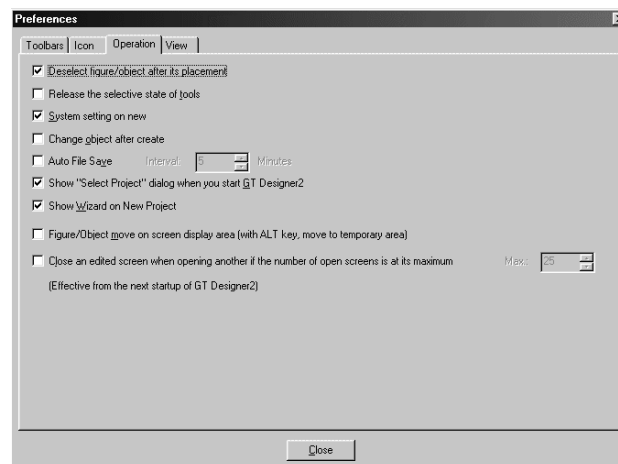 Preferences
Toolbars Icon Operation View
Deselect figure/object after its placement
Release the selective state of tools
System setting on new
Change object after create
Auto File Save Interval: 5 Minutes
Show "Select Project" dialog when you start GT Designer2
Show Wizard on New Project
Figure/Object move on screen display area (with ALT key, move to temporary area)
Close an edited screen when opening another if the number of open screens is at its maximum Max.: 25
(Effective from the next startup of GT Designer2)
Close